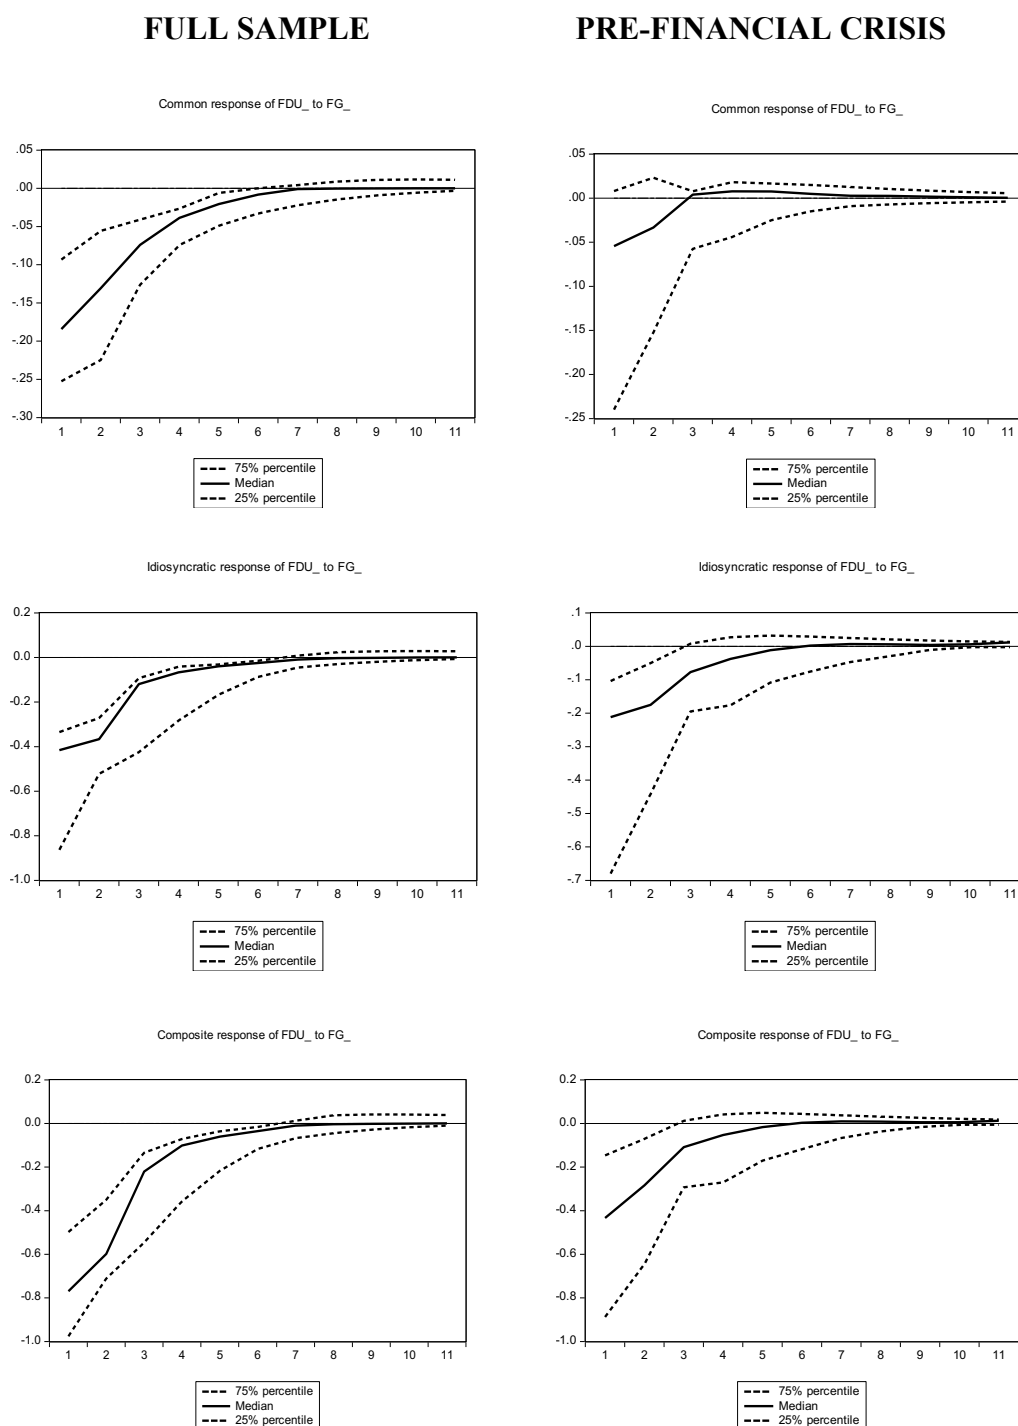 FULL SAMPLE
PRE-FINANCIAL CRISIS
Common response of FDU_ to FG_
.05
.00
-.05
-.10
-.15
-.20
-.25
-.30
1 2 3 4 5 6 7 8 9 10 11
75% percentile
Median
25% percentile
Common response of FDU_ to FG_
.05
.00
-.05
-.10
-.15
-.20
-.25
1 2 3 4 5 6 7 8 9 10 11
75% percentile
Median
25% percentile
Idiosyncratic response of FDU_ to FG_
0.2
0.0
-0.2
-0.4
-0.6
-0.8
-1.0
1 2 3 4 5 6 7 8 9 10 11
75% percentile
Median
25% percentile
Idiosyncratic response of FDU_ to FG_
.1
.0
-.1
-.2
-.3
-.4
-.5
-.6
-.7
1 2 3 4 5 6 7 8 9 10 11
75% percentile
Median
25% percentile
Composite response of FDU_ to FG_
0.2
0.0
-0.2
-0.4
-0.6
-0.8
-1.0
1 2 3 4 5 6 7 8 9 10 11
75% percentile
Median
25% percentile
Composite response of FDU_ to FG_
0.2
0.0
-0.2
-0.4
-0.6
-0.8
-1.0
1 2 3 4 5 6 7 8 9 10 11
75% percentile
Median
25% percentile